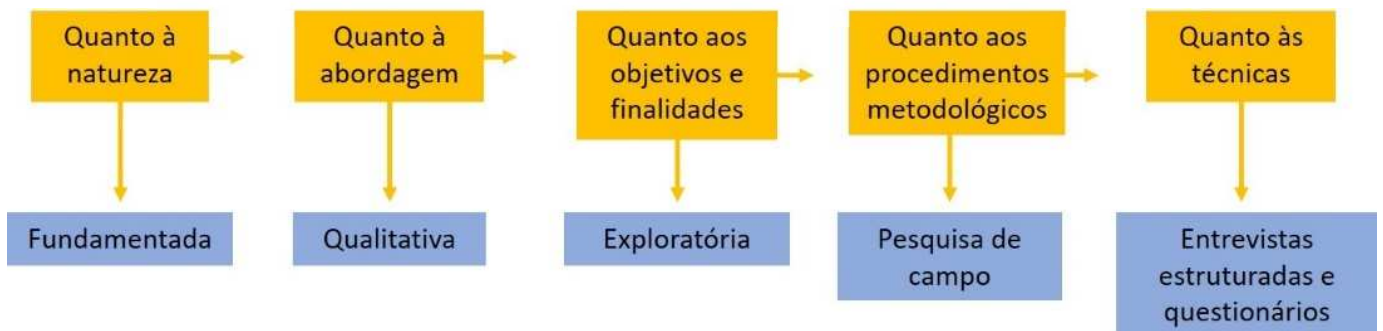 Quanto à
natureza
Quanto à
abordagem
Quanto aos
objetivos e
finalidades
Quanto aos
procedimentos
metodológicos
Quanto às
técnicas
Fundamentada
Qualitativa
Exploratória
Pesquisa de
campo
Entrevistas
estruturadas e
questionários